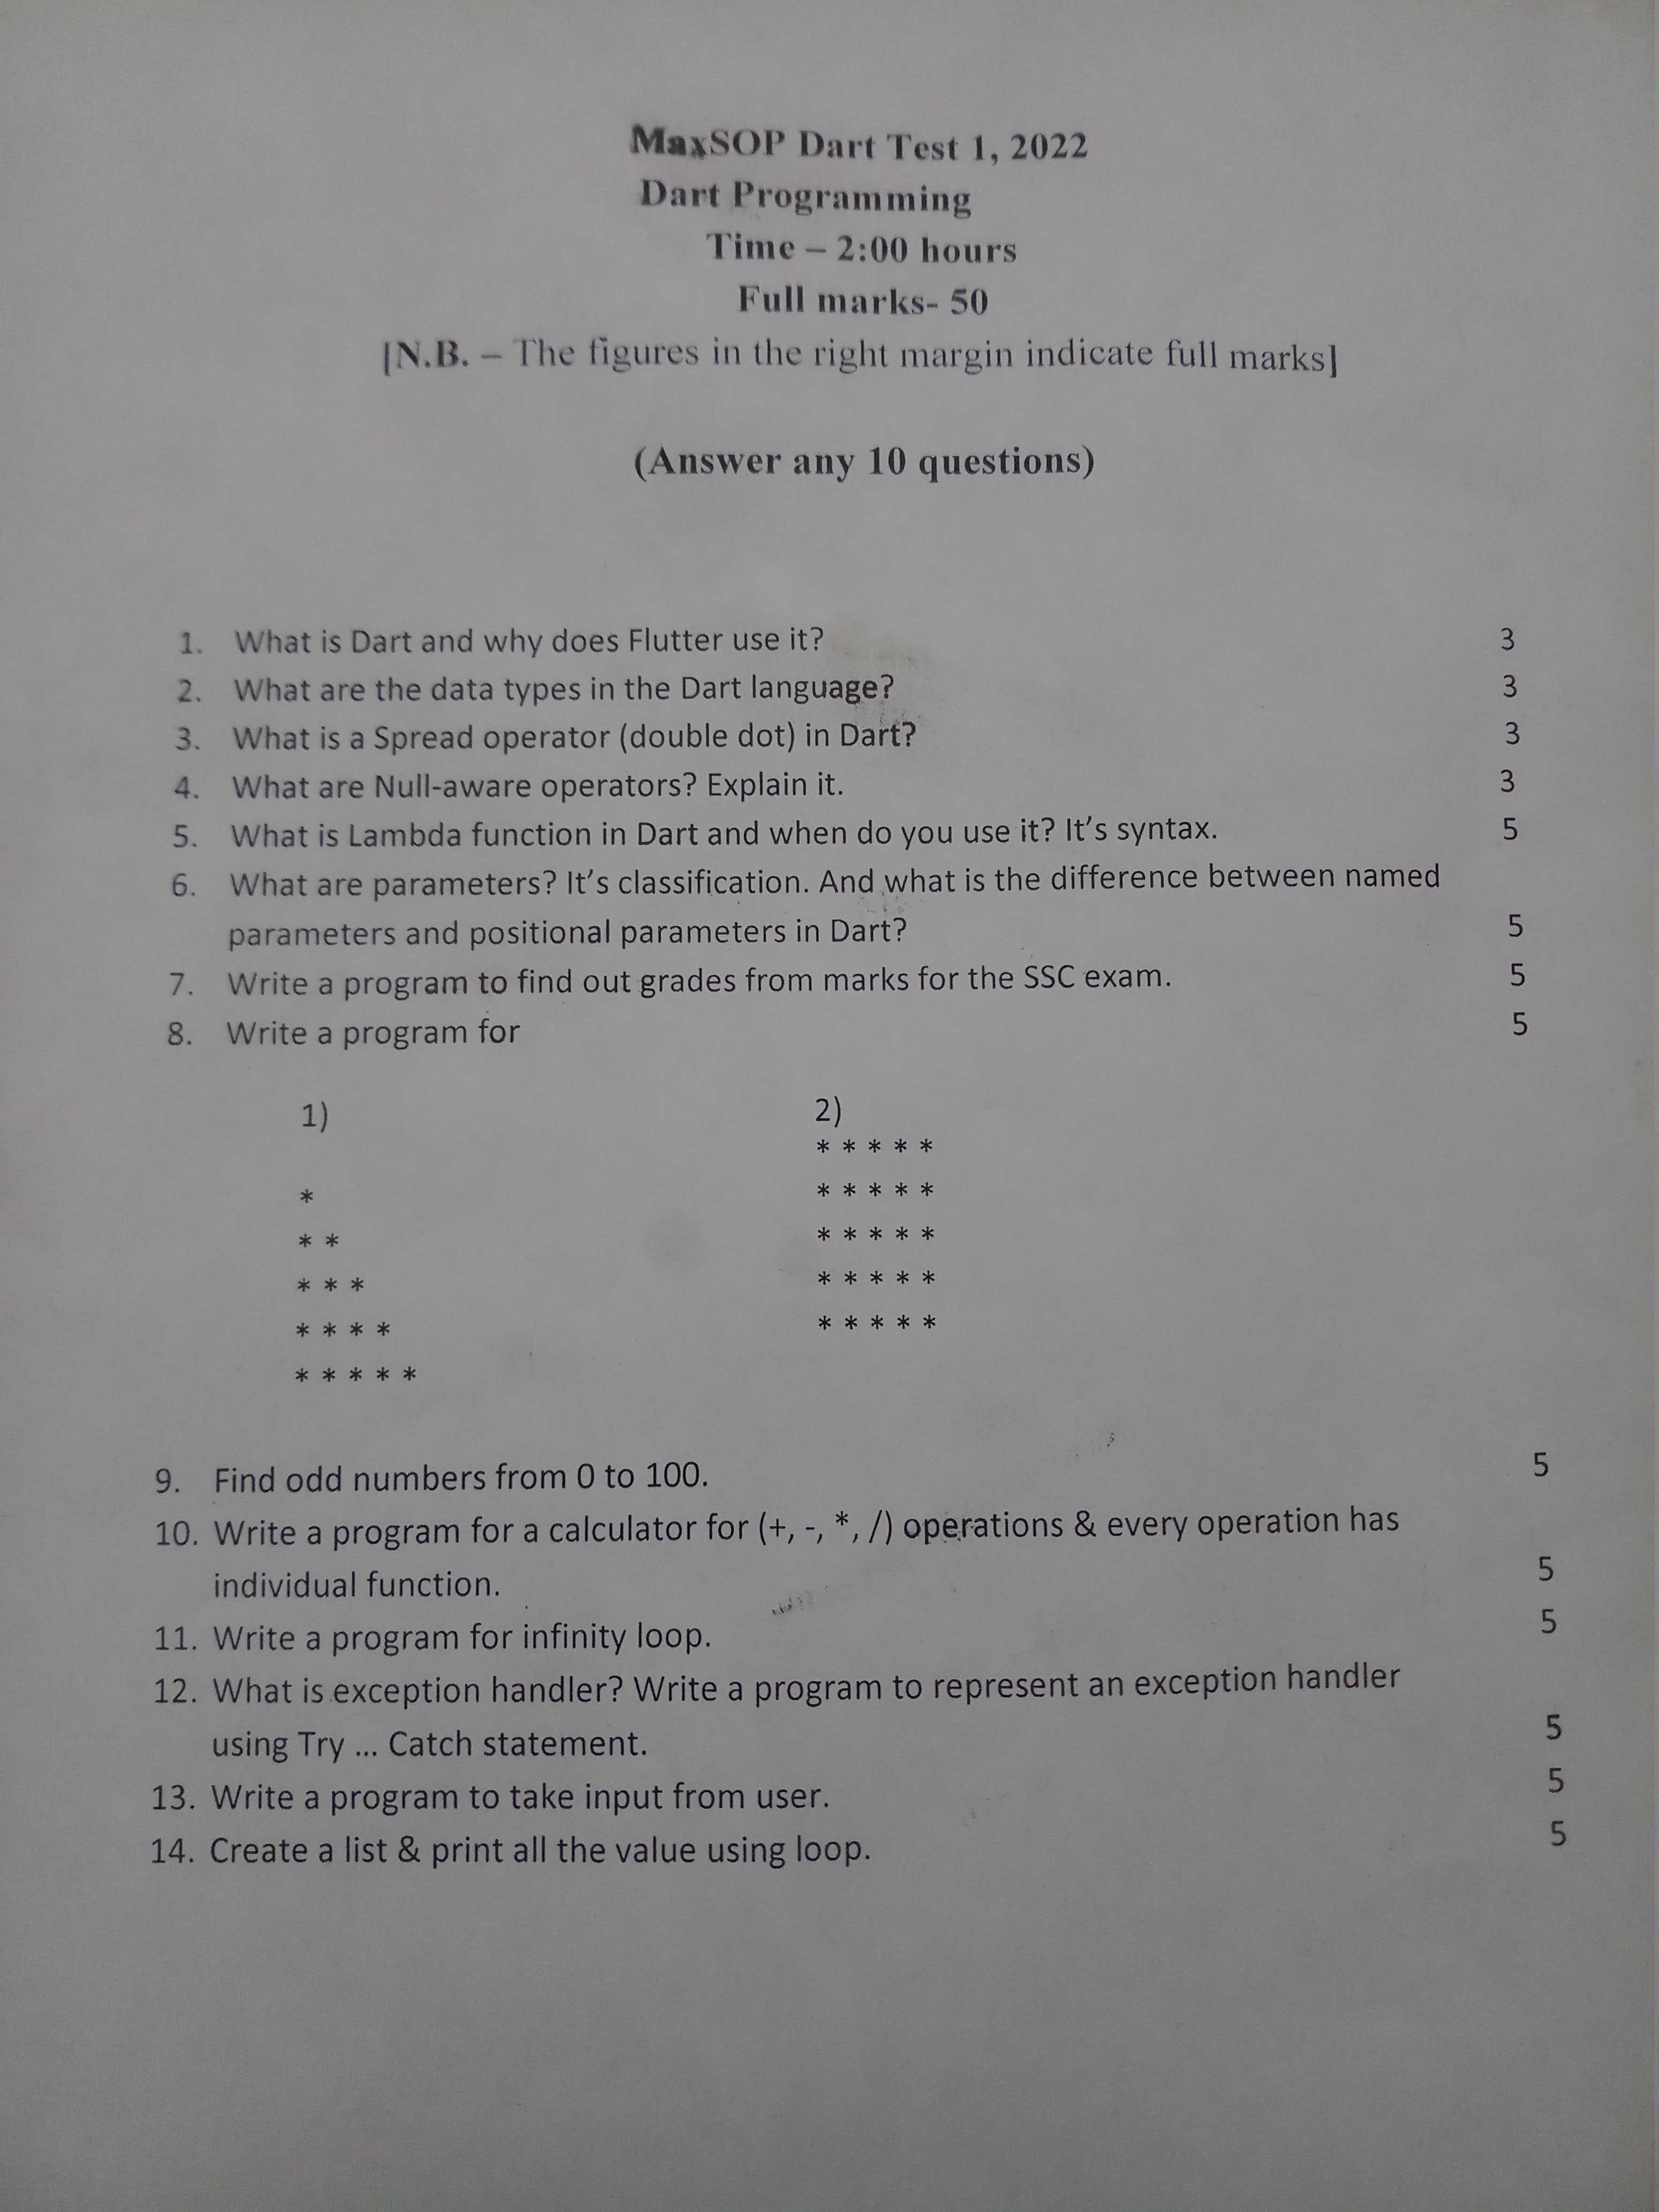 MaxSOP Dart Test 1, 2022
Dart Programming
Time – 2:00 hours
Full marks- 50
[N.B. – The figures in the right margin indicate full marks]
(Answer any 10 questions)
1. What is Dart and why does Flutter use it? 3
2. What are the data types in the Dart language? 3
3. What is a Spread operator (double dot) in Dart? 3
4. What are Null-aware operators? Explain it. 3
5. What is Lambda function in Dart and when do you use it? It's syntax. 5
6. What are parameters? It's classification. And what is the difference between named
parameters and positional parameters in Dart? 5
7. Write a program to find out grades from marks for the SSC exam. 5
8. Write a program for 5
1)
*
* *
* * *
* * * *
* * * * *
2)
* * * * *
* * * * *
* * * * *
* * * * *
* * * * *
9. Find odd numbers from 0 to 100. 5
10. Write a program for a calculator for (+, -, *, /) operations & every operation has
individual function. 5
11. Write a program for infinity loop. 5
12. What is exception handler? Write a program to represent an exception handler
using Try ... Catch statement. 5
13. Write a program to take input from user. 5
14. Create a list & print all the value using loop. 5